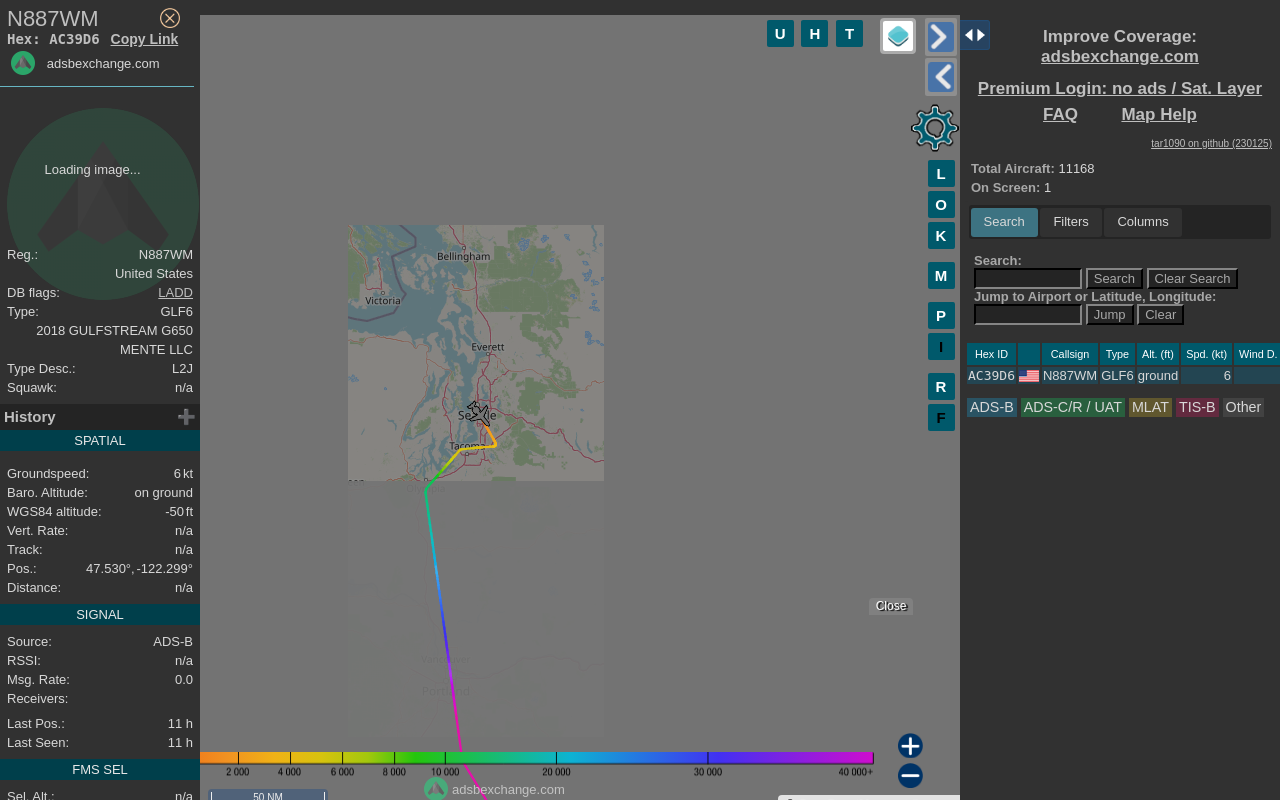 N887WM
Hex: AC39D6 Copy Link
adsbexchange.com
Loading image...
Reg.: N887WM
United States
DB flags: LADD
Type: GLF6
2018 GULFSTREAM G650
MENTE LLC
Type Desc.: L2J
Squawk: n/a
History
SPATIAL
Groundspeed: 6 kt
Baro. Altitude: on ground
WGS84 altitude: -50 ft
Vert. Rate: n/a
Track: n/a
Pos.: 47.530°, -122.299°
Distance: n/a
SIGNAL
Source: ADS-B
RSSI: n/a
Msg. Rate: 0.0
Receivers:
Last Pos.: 11 h
Last Seen: 11 h
FMS SEL
Sel. Alt.: n/a
U H T
L
O
K
M
P
I
R
F
Bellingham
Victoria
Everett
Seattle
Tacoma
Portland
Close
2 000 4 000 6 000 8 000 10 000 20 000 30 000 40 000+
adsbexchange.com
50 NM
Improve Coverage:
adsbexchange.com
Premium Login: no ads / Sat. Layer
FAQ Map Help
tar1090 on github (230125)
Total Aircraft: 11168
On Screen: 1
Search Filters Columns
Search:
Search Clear Search
Jump to Airport or Latitude, Longitude:
Jump Clear
Hex ID Callsign Type Alt. (ft) Spd. (kt) Wind D.
AC39D6 N887WM GLF6 ground 6
ADS-B ADS-C/R / UAT MLAT TIS-B Other